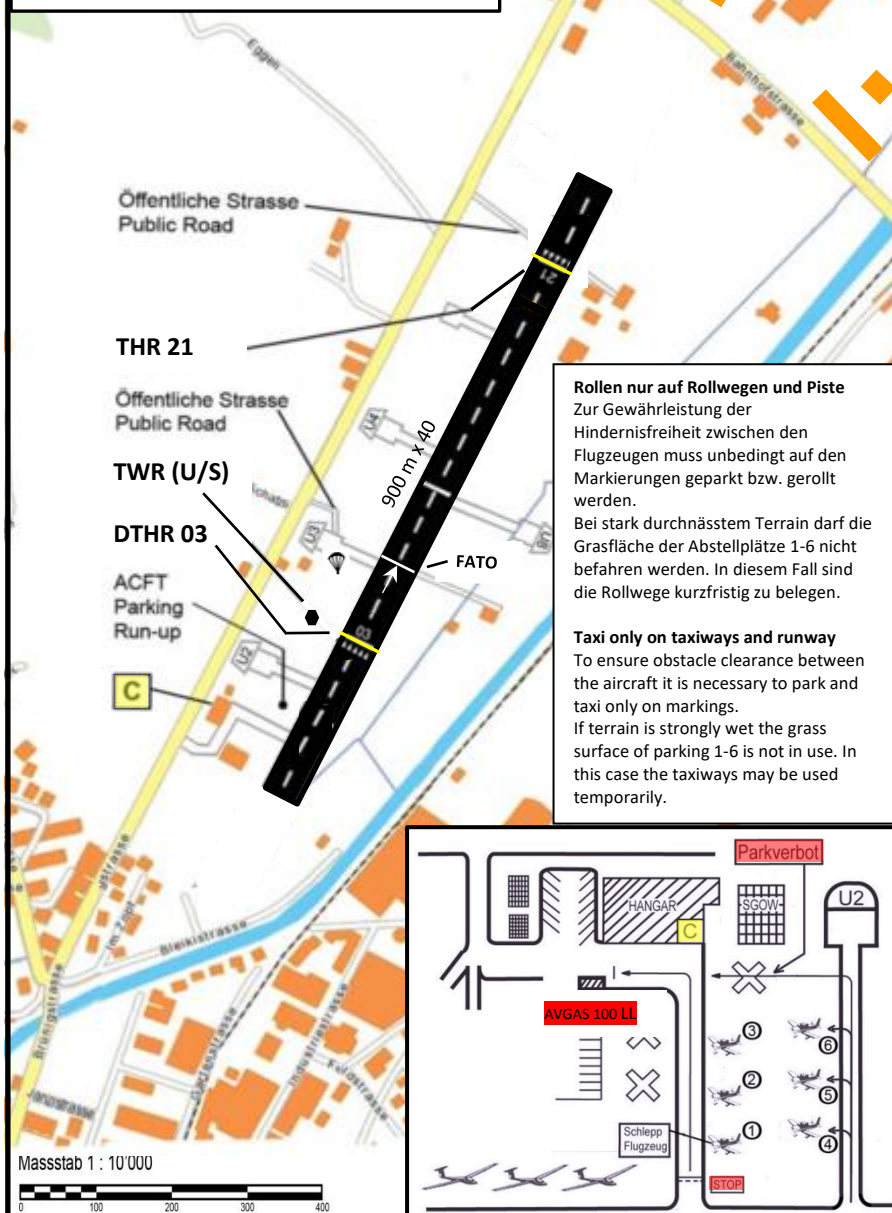 Eggen
Bahnhofstrasse
Öffentliche Strasse
Public Road
21
THR 21
Öffentliche Strasse
Public Road
U4
900 m x 40
TWR (U/S)
U3
U8
DTHR 03
FATO
ACFT
Parking
Run-up
03
U2
C
Rollen nur auf Rollwegen und Piste
Zur Gewährleistung der
Hindernisfreiheit zwischen den
Flugzeugen muss unbedingt auf den
Markierungen geparkt bzw. gerollt
werden.
Bei stark durchnässtem Terrain darf die
Grasfläche der Abstellplätze 1-6 nicht
befahren werden. In diesem Fall sind
die Rollwege kurzfristig zu belegen.
Taxi only on taxiways and runway
To ensure obstacle clearance between
the aircraft it is necessary to park and
taxi only on markings.
If terrain is strongly wet the grass
surface of parking 1-6 is not in use. In
this case the taxiways may be used
temporarily.
Bleikistrasse
Brünigstrasse
Industriestrasse
Feldstrasse
Massstab 1 : 10'000
0 100 200 300 400
Parkverbot
HANGAR
SGOW
U2
C
AVGAS 100 LL
3
6
2
5
1
4
Schlepp
Flugzeug
STOP